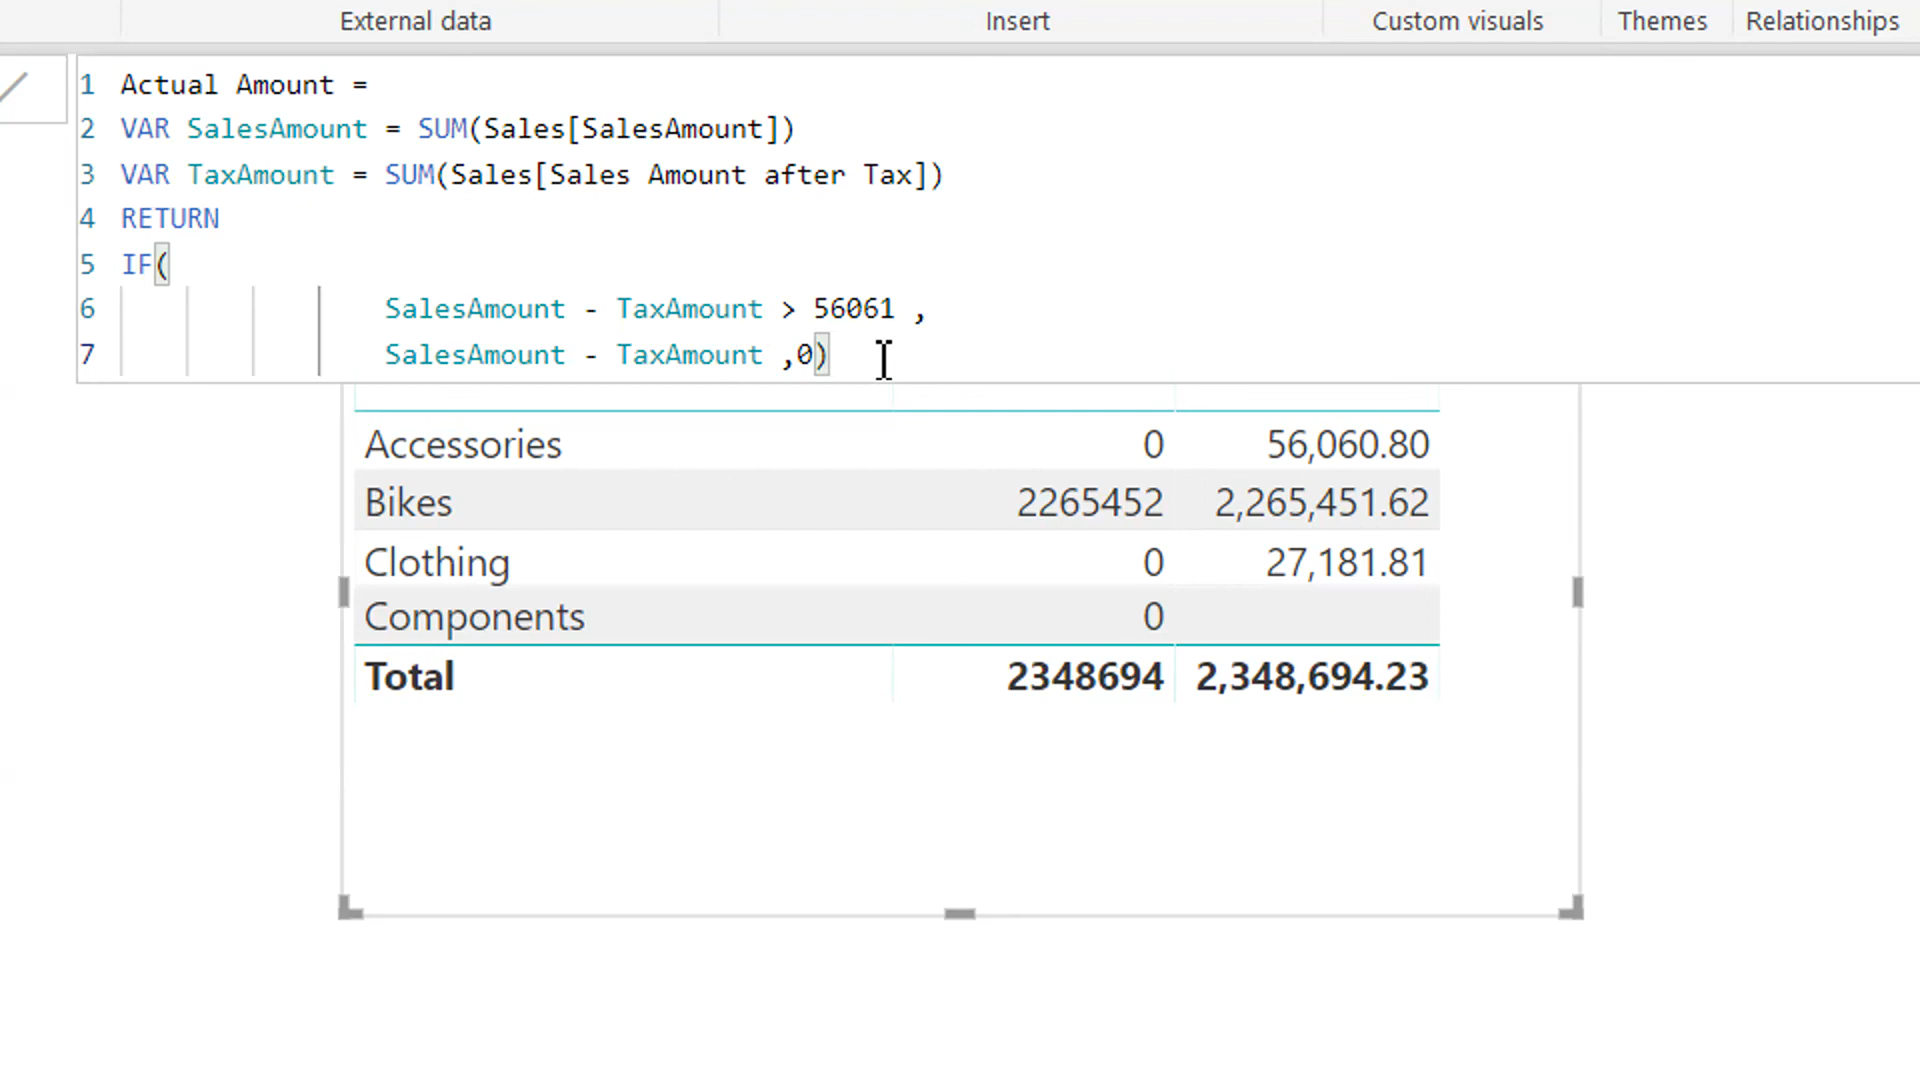 External data Insert Custom visuals Themes Relationships
1 Actual Amount =
2 VAR SalesAmount = SUM(Sales[SalesAmount])
3 VAR TaxAmount = SUM(Sales[Sales Amount after Tax])
4 RETURN
5 IF(
6 SalesAmount - TaxAmount > 56061 ,
7 SalesAmount - TaxAmount ,0)
Accessories 0 56,060.80
Bikes 2265452 2,265,451.62
Clothing 0 27,181.81
Components 0
Total 2348694 2,348,694.23